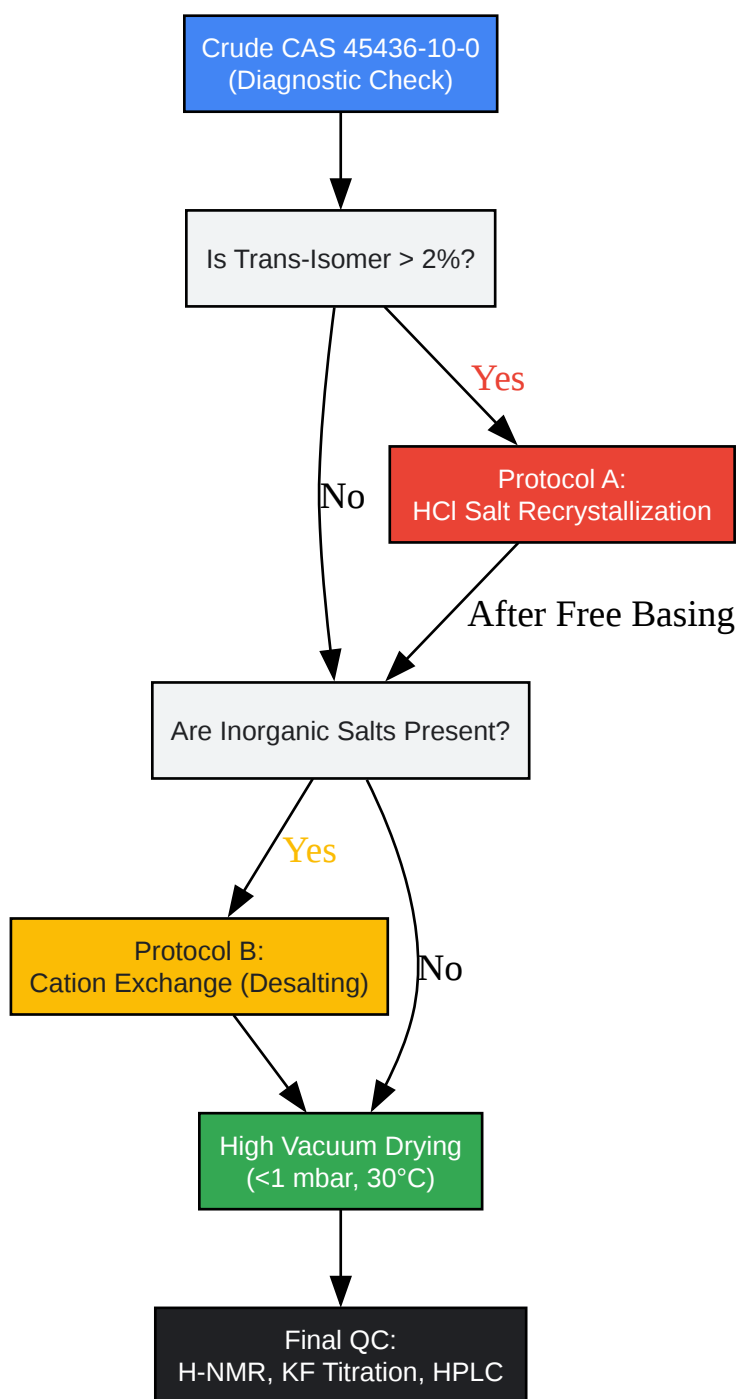 Crude CAS 45436-10-0
(Diagnostic Check)
Is Trans-Isomer > 2%?
Yes
Protocol A:
HCl Salt Recrystallization
No
After Free Basing
Are Inorganic Salts Present?
Yes
Protocol B:
Cation Exchange (Desalting)
No
High Vacuum Drying
(<1 mbar, 30°C)
Final QC:
H-NMR, KF Titration, HPLC